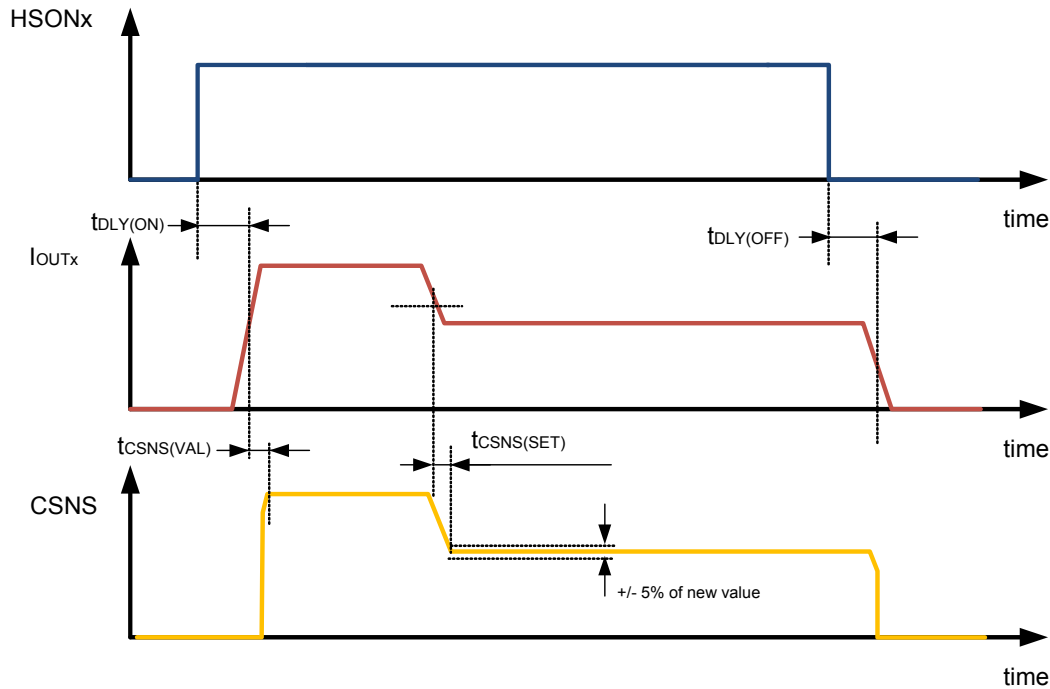 HSONx
time
tDLY(ON)
tDLY(OFF)
IOUTx
time
tCSNS(VAL)
tCSNS(SET)
CSNS
+/- 5% of new value
time